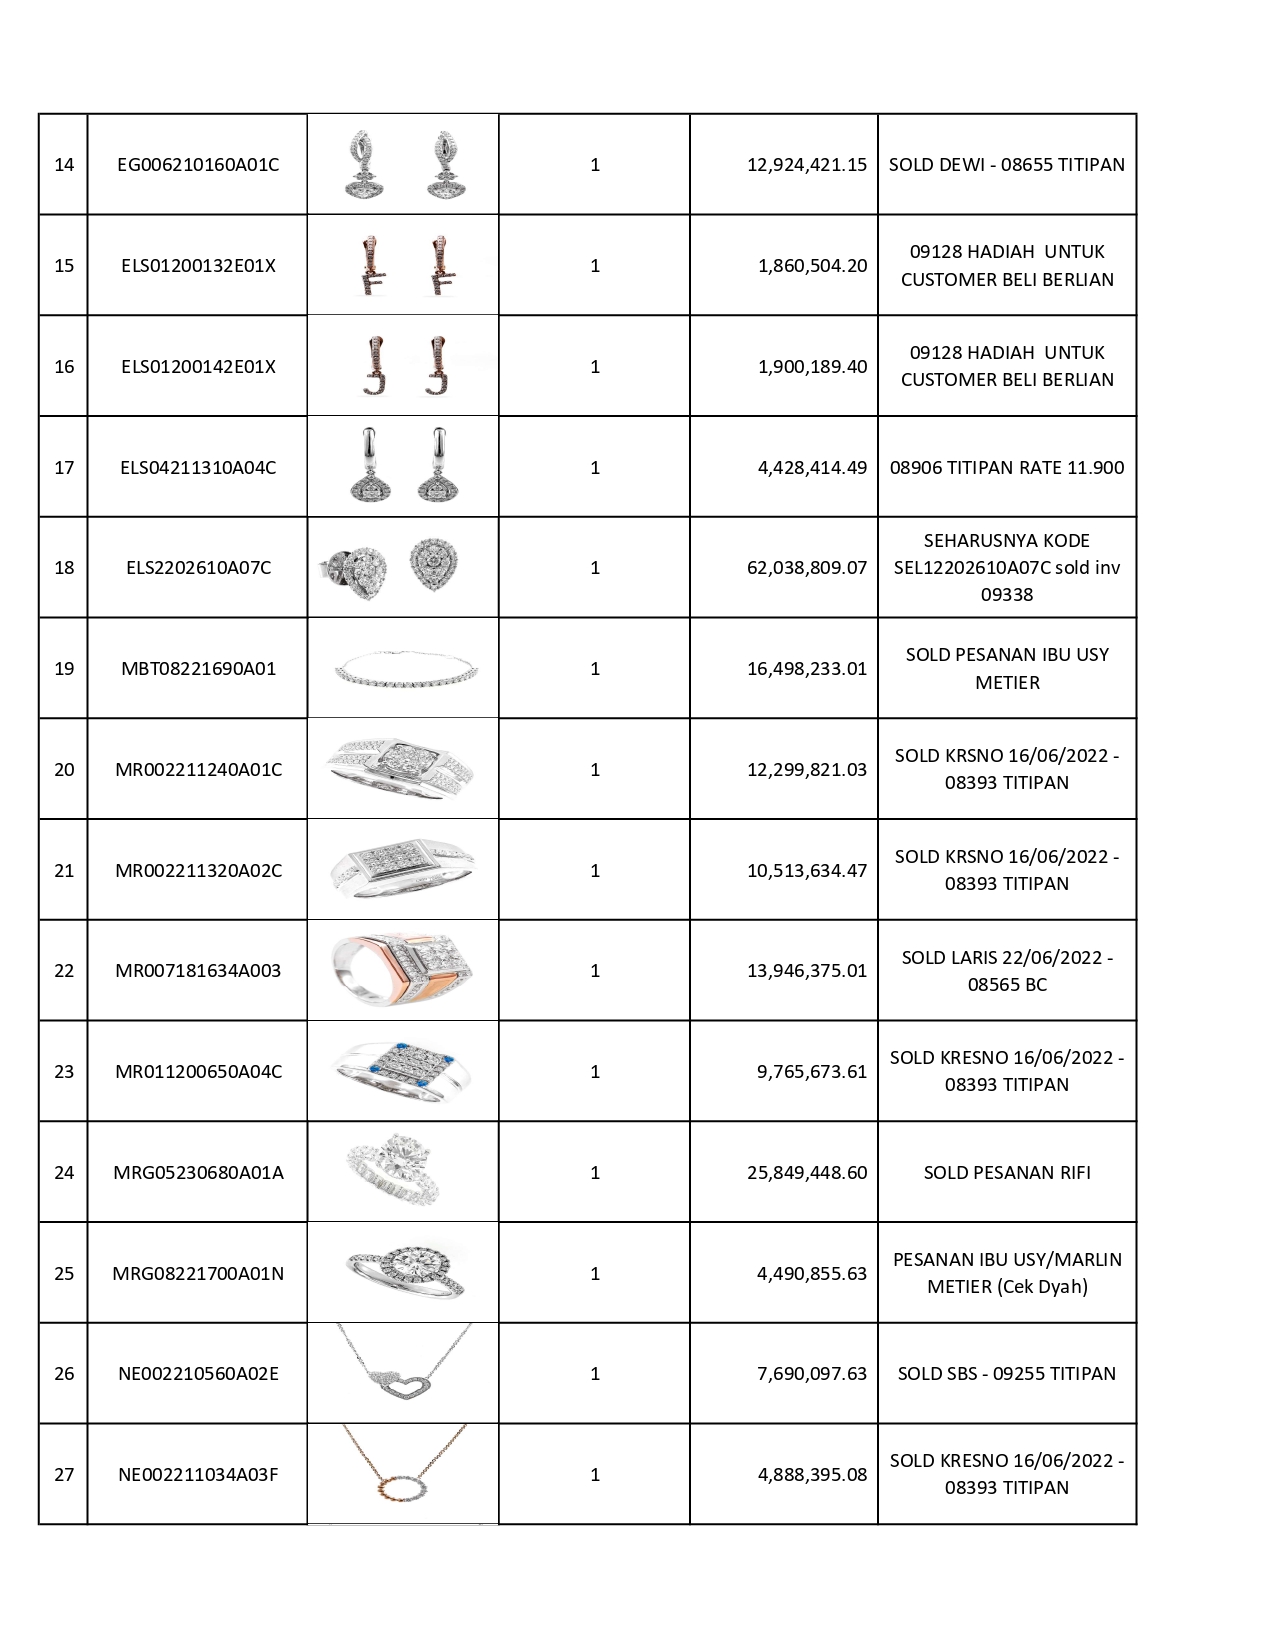 14 EG006210160A01C 1 12,924,421.15 SOLD DEWI - 08655 TITIPAN
15 ELS01200132E01X 1 1,860,504.20 09128 HADIAH  UNTUK
CUSTOMER BELI BERLIAN
16 ELS01200142E01X 1 1,900,189.40 09128 HADIAH  UNTUK
CUSTOMER BELI BERLIAN
17 ELS04211310A04C 1 4,428,414.49 08906 TITIPAN RATE 11.900
18 ELS2202610A07C 1 62,038,809.07 SEHARUSNYA KODE
SEL12202610A07C sold inv
09338
19 MBT08221690A01 1 16,498,233.01 SOLD PESANAN IBU USY
METIER
20 MR002211240A01C 1 12,299,821.03 SOLD KRSNO 16/06/2022 -
08393 TITIPAN
21 MR002211320A02C 1 10,513,634.47 SOLD KRSNO 16/06/2022 -
08393 TITIPAN
22 MR007181634A003 1 13,946,375.01 SOLD LARIS 22/06/2022 -
08565 BC
23 MR011200650A04C 1 9,765,673.61 SOLD KRESNO 16/06/2022 -
08393 TITIPAN
24 MRG05230680A01A 1 25,849,448.60 SOLD PESANAN RIFI
25 MRG08221700A01N 1 4,490,855.63 PESANAN IBU USY/MARLIN
METIER (Cek Dyah)
26 NE002210560A02E 1 7,690,097.63 SOLD SBS - 09255 TITIPAN
27 NE002211034A03F 1 4,888,395.08 SOLD KRESNO 16/06/2022 -
08393 TITIPAN